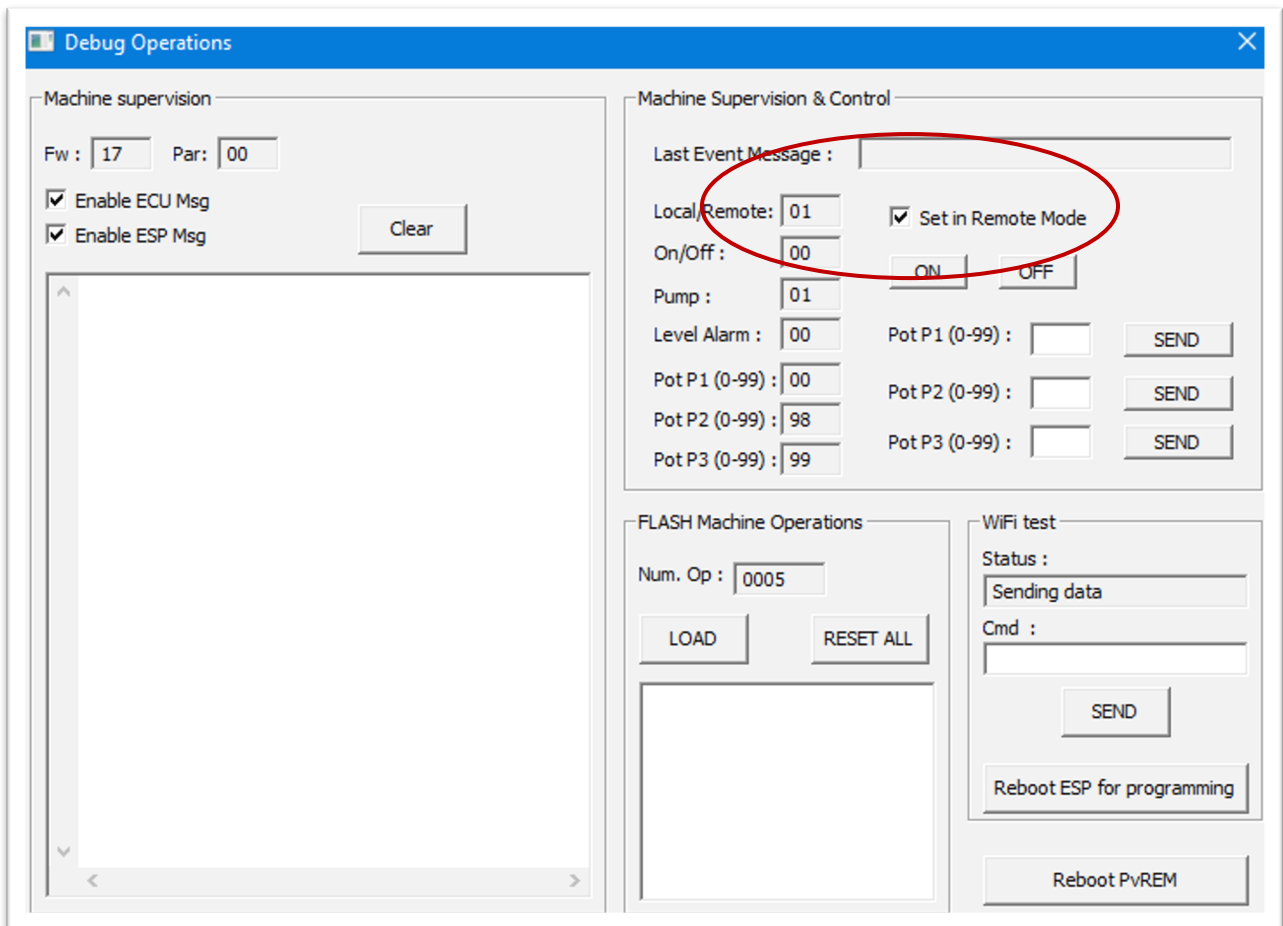 Debug Operations
Machine supervision
Fw : 17 Par: 00
Enable ECU Msg
Enable ESP Msg
Clear
Machine Supervision & Control
Last Event Message :
Local/Remote: 01 Set in Remote Mode
On/Off : 00 ON OFF
Pump : 01
Level Alarm : 00 Pot P1 (0-99) : SEND
Pot P1 (0-99) : 00
Pot P2 (0-99) : SEND
Pot P2 (0-99) : 98
Pot P3 (0-99) : SEND
Pot P3 (0-99) : 99
FLASH Machine Operations
Num. Op : 0005
LOAD RESET ALL
WiFi test
Status :
Sending data
Cmd :
SEND
Reboot ESP for programming
Reboot PvREM